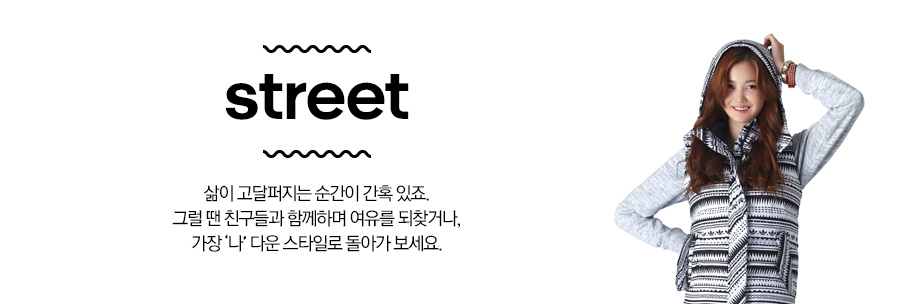 street
삶이 고달퍼지는 순간이 간혹 있죠.
그럴 땐 친구들과 함께하며 여유를 되찾거나,
가장 ‘나’ 다운 스타일로 돌아가 보세요.